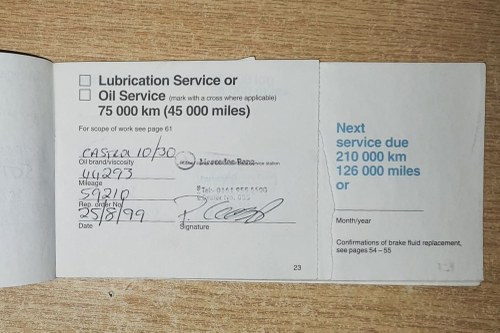 Lubrication Service or
Oil Service (mark with a cross where applicable)
75 000 km (45 000 miles)
For scope of work see page 61
CASTROL 10/30
Oil brand/viscosity
44293
Mileage
59210
Rep. order No.
25/8/99
Date
Mercedes-Benz
service station
Signature
23
Next
service due
210 000 km
126 000 miles
or
Month/year
Confirmations of brake fluid replacement,
see pages 54 – 55